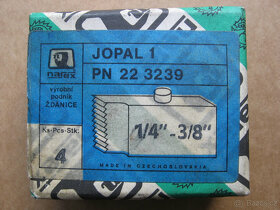 narex
výrobní
podnik
ŽDÁNICE
JOPAL 1
PN 22 3239
Ks-Pcs-Stk:
4
1/4"-3/8"
MADE IN CZECHOSLOVAKIA